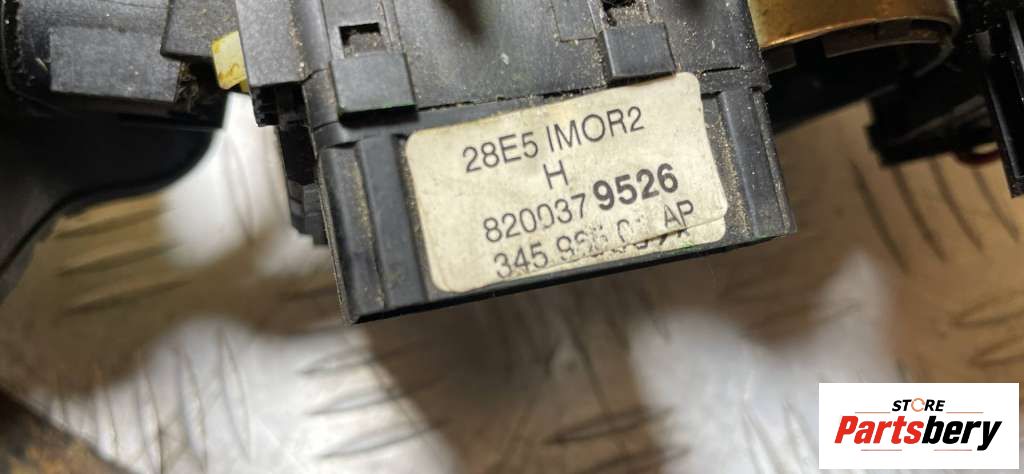 28E5 IMOR2
H
8200379526
345 AP
STORE
Partsbery